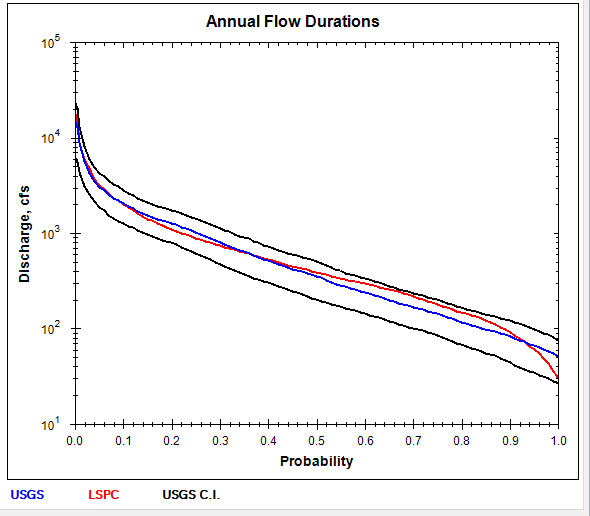 Annual Flow Durations
10^5
10^4
10^3
10^2
10^1
Discharge, cfs
0.0 0.1 0.2 0.3 0.4 0.5 0.6 0.7 0.8 0.9 1.0
Probability
USGS LSPC USGS C.I.